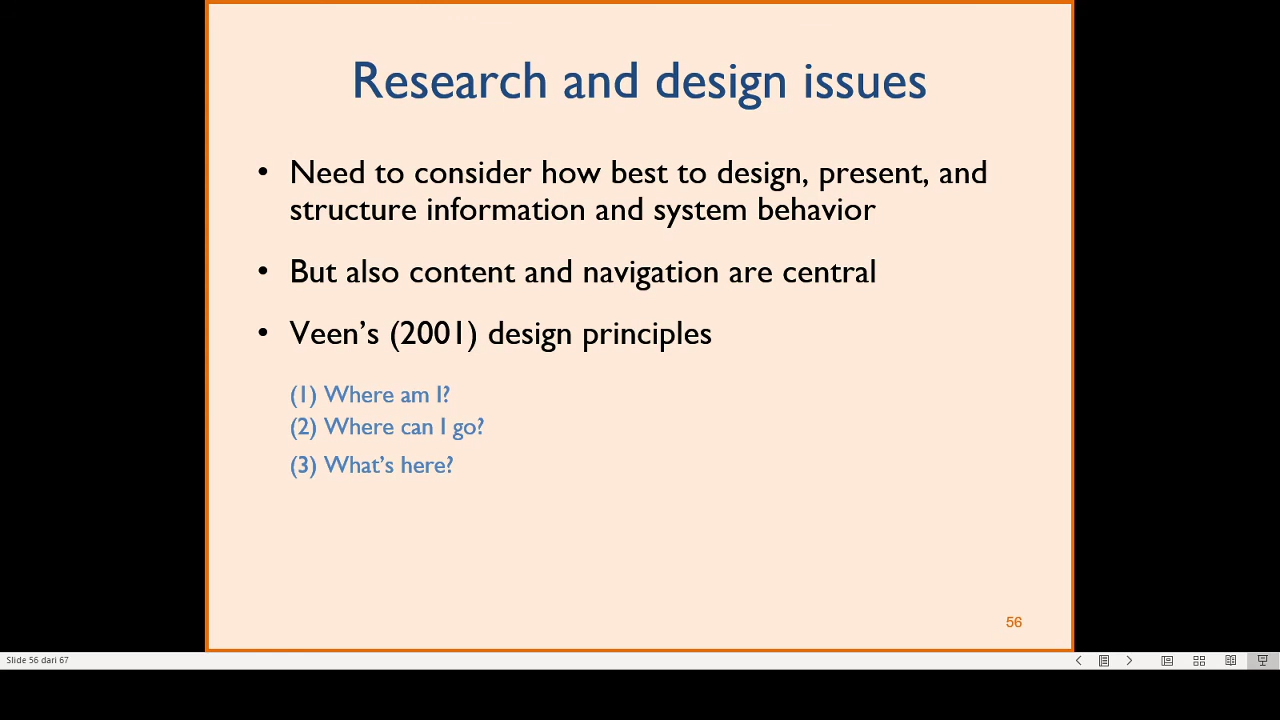 Research and design issues
• Need to consider how best to design, present, and
structure information and system behavior
• But also content and navigation are central
• Veen’s (2001) design principles
(1) Where am I?
(2) Where can I go?
(3) What’s here?
56
Slide 56 dari 67